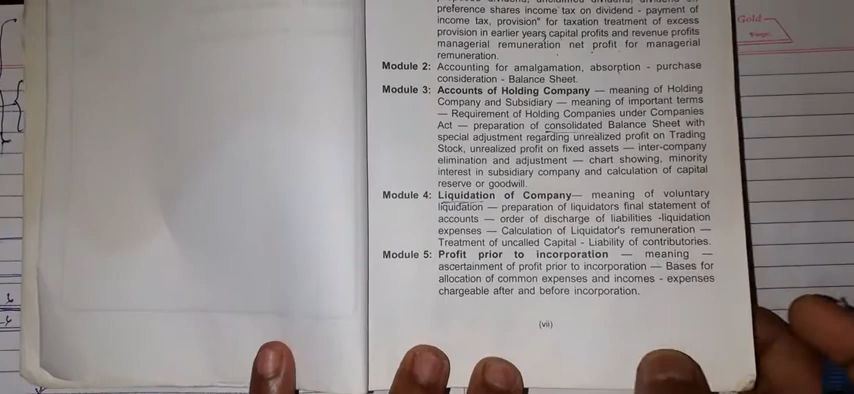 preference shares income tax on dividend - payment of
income tax, provision" for taxation treatment of excess
provision in earlier years, capital profits and revenue profits
managerial remuneration net profit for managerial
remuneration.
Module 2: Accounting for amalgamation, absorption - purchase
consideration - Balance Sheet.
Module 3: Accounts of Holding Company — meaning of Holding
Company and Subsidiary — meaning of important terms
— Requirement of Holding Companies under Companies
Act — preparation of consolidated Balance Sheet with
special adjustment regarding unrealized profit on Trading
Stock, unrealized profit on fixed assets — inter-company
elimination and adjustment — chart showing, minority
interest in subsidiary company and calculation of capital
reserve or goodwill.
Module 4: Liquidation of Company— meaning of voluntary
liquidation — preparation of liquidators final statement of
accounts — order of discharge of liabilities -liquidation
expenses — Calculation of Liquidator's remuneration —
Treatment of uncalled Capital - Liability of contributories.
Module 5: Profit prior to incorporation — meaning —
ascertainment of profit prior to incorporation — Bases for
allocation of common expenses and incomes - expenses
chargeable after and before incorporation.
(vii)
Gold